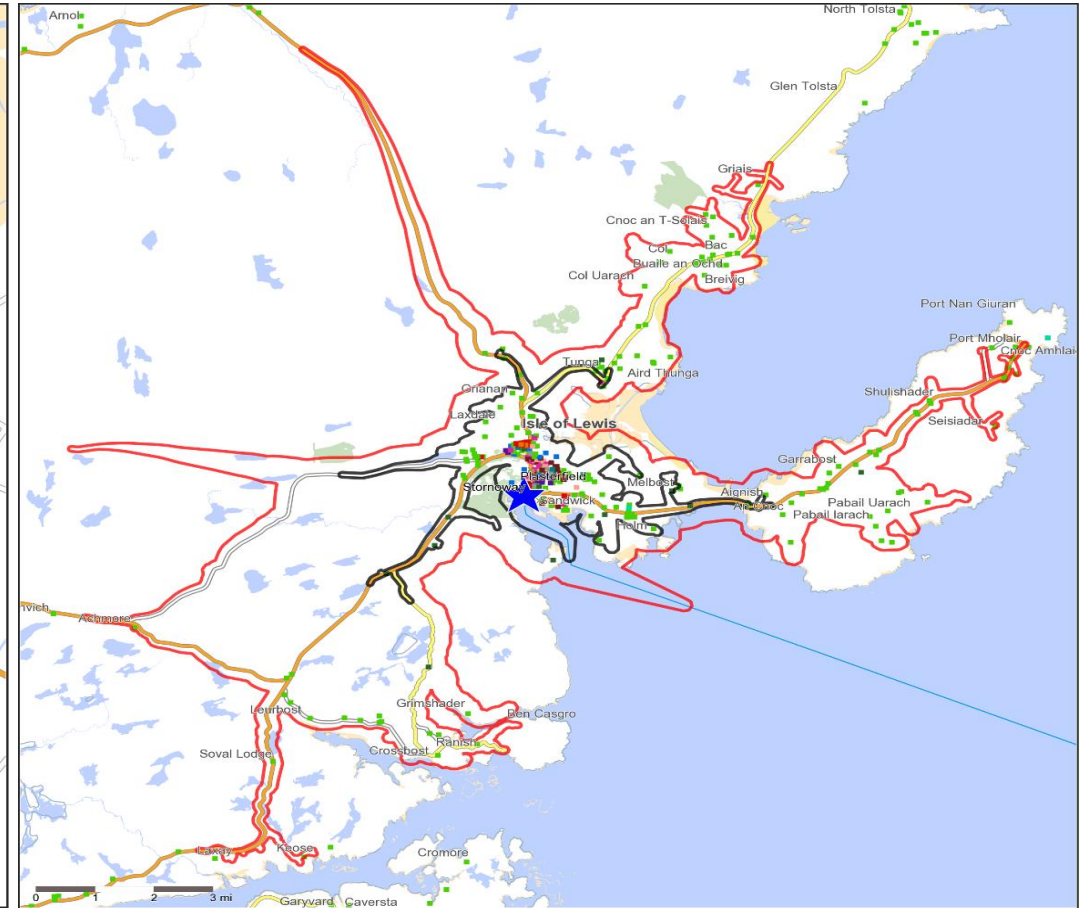 Arnol
North Tolsta
Glen Tolsta
Griais
Cnoc an T-Solais
Col
Bac
Buaile an Ochd
Col Uarach
Breivig
Port Nan Giuran
Port Mholair
Cnoc Amhlai
Tunga
Aird Thunga
Grianan
Shulishader
Laxdale
Isle of Lewis
Seisiadar
Garrabost
Plasterfield
Melbost
Stornoway
Sandwick
Aignish
An Cnoc
Pabail Uarach
Pabail Iarach
Holm
Achmore
Grimshader
Leurbost
Ben Casgro
Ranish
Crossbost
Soval Lodge
Laxay
Keose
Cromore
0 1 2 3 mi
Garyvard
Caversta